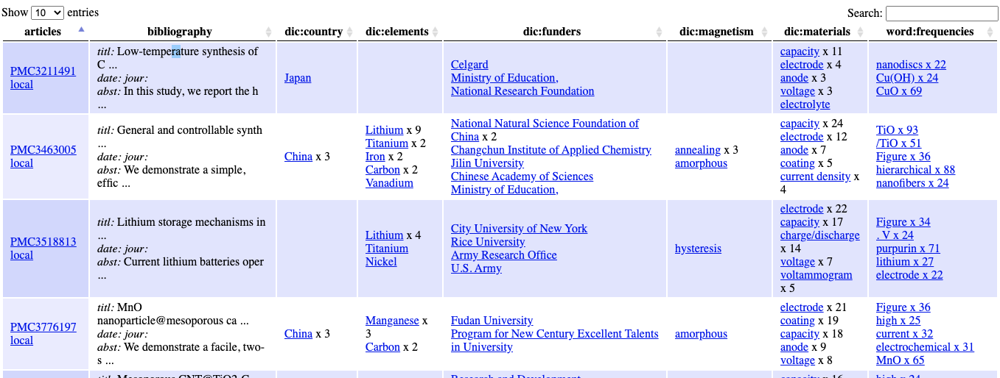 Show 10 entries
Search:
articles bibliography dic:country dic:elements dic:funders dic:magnetism dic:materials word:frequencies
PMC3211491
local
titl: Low-temperature synthesis of
C ...
date: jour:
abst: In this study, we report the h
...
Japan
Celgard
Ministry of Education,
National Research Foundation
capacity x 11
electrode x 4
anode x 3
voltage x 3
electrolyte
nanodiscs x 22
Cu(OH) x 24
CuO x 69
PMC3463005
local
titl: General and controllable synth
...
date: jour:
abst: We demonstrate a simple,
effic ...
China x 3
Lithium x 9
Titanium x 2
Iron x 2
Carbon x 2
Vanadium
National Natural Science Foundation of
China x 2
Changchun Institute of Applied Chemistry
Jilin University
Chinese Academy of Sciences
Ministry of Education,
annealing x 3
amorphous
capacity x 24
electrode x 12
anode x 7
coating x 5
current density x
4
TiO x 93
/TiO x 51
Figure x 36
hierarchical x 88
nanofibers x 24
PMC3518813
local
titl: Lithium storage mechanisms in
...
date: jour:
abst: Current lithium batteries oper
...
Lithium x 4
Titanium
Nickel
City University of New York
Rice University
Army Research Office
U.S. Army
hysteresis
electrode x 22
capacity x 17
charge/discharge
x 14
voltage x 7
voltammogram
x 5
Figure x 34
. V x 24
purpurin x 71
lithium x 27
electrode x 22
PMC3776197
local
titl: MnO
nanoparticle@mesoporous ca ...
date: jour:
abst: We demonstrate a facile, two-
s ...
China x 3
Manganese x
3
Carbon x 2
Fudan University
Program for New Century Excellent Talents
in University
amorphous
electrode x 21
coating x 19
capacity x 18
anode x 9
voltage x 8
Figure x 36
high x 25
current x 32
electrochemical x 31
MnO x 65
titl: Mesoporous CNT@TiO2-C
Research and Development
capacity x 16
high x 24